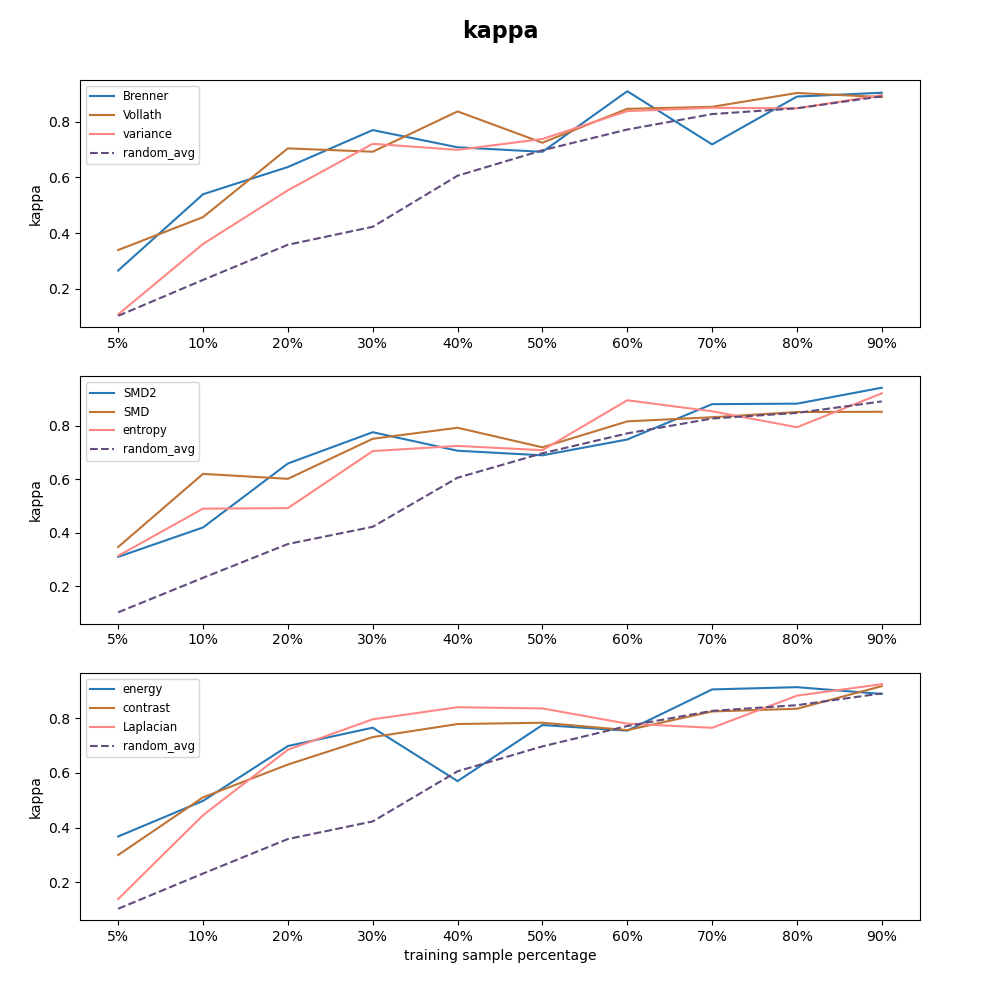 kappa
Brenner
Vollath
variance
random_avg
kappa
0.8
0.6
0.4
0.2
5% 10% 20% 30% 40% 50% 60% 70% 80% 90%
SMD2
SMD
entropy
random_avg
kappa
0.8
0.6
0.4
0.2
5% 10% 20% 30% 40% 50% 60% 70% 80% 90%
energy
contrast
Laplacian
random_avg
kappa
0.8
0.6
0.4
0.2
5% 10% 20% 30% 40% 50% 60% 70% 80% 90%
training sample percentage